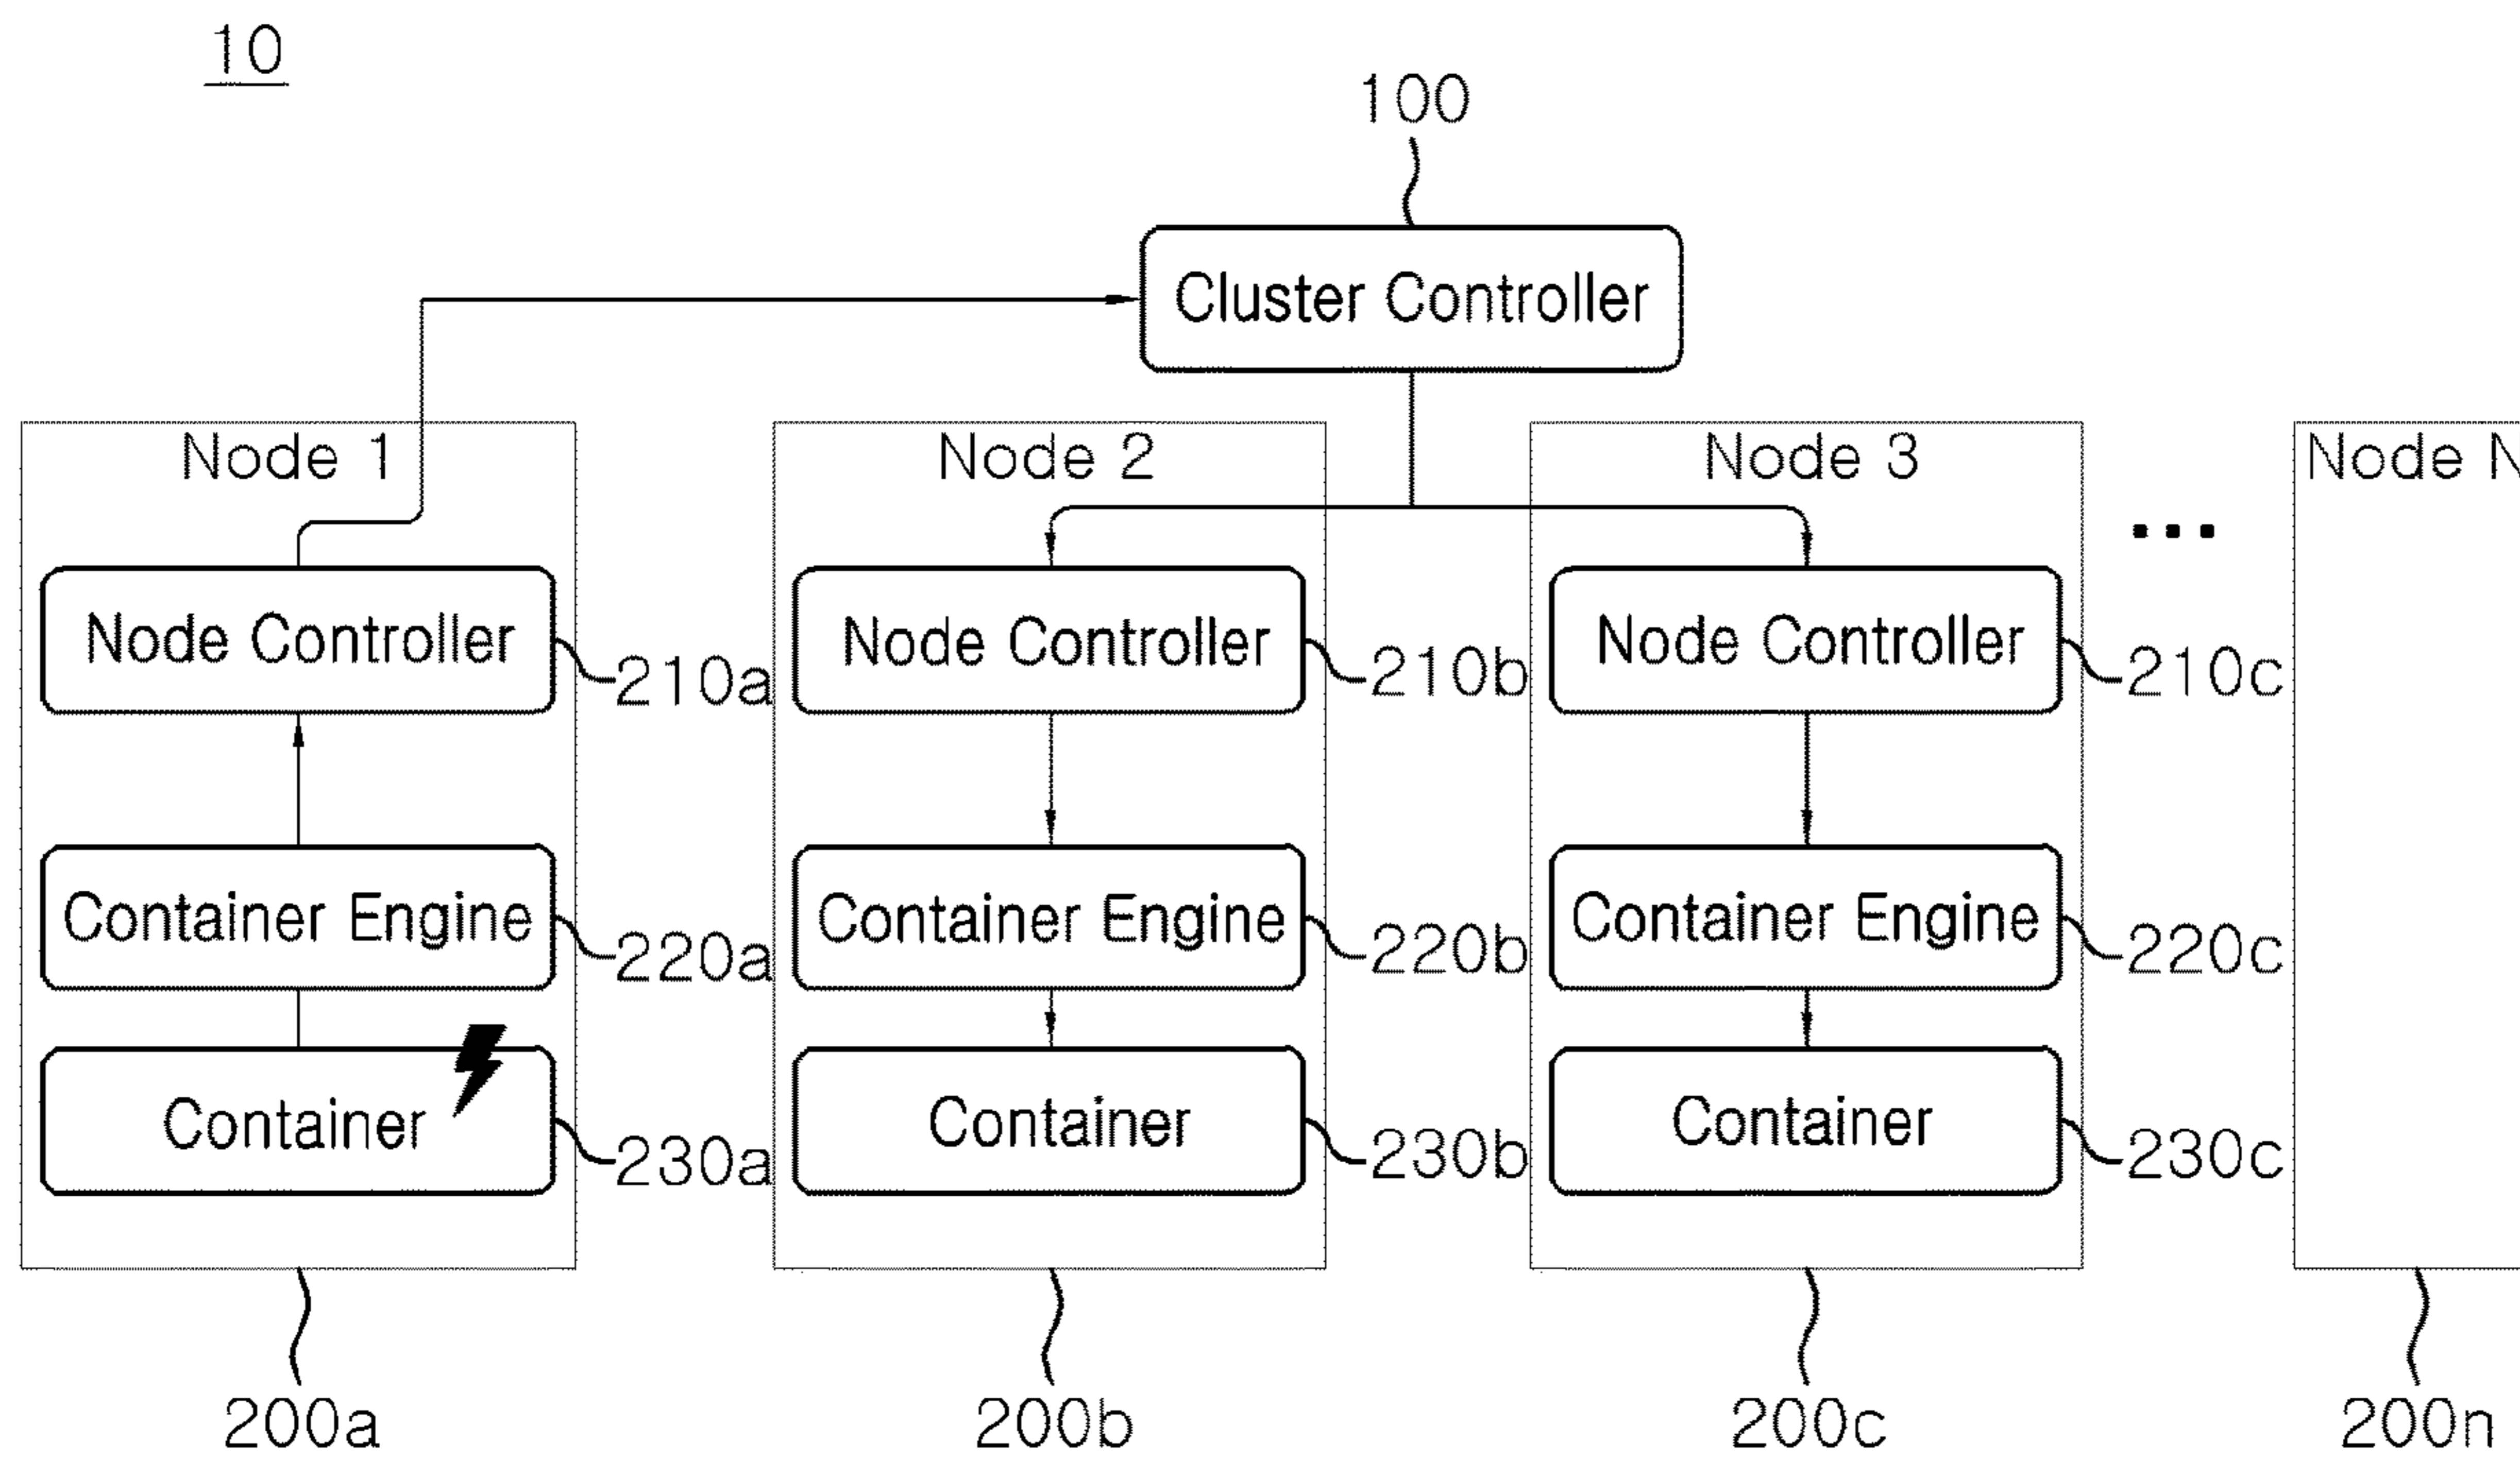 10
100
Cluster Controller
Node 1
Node 2
Node 3
Node N
...
Node Controller
210a
Node Controller
210b
Node Controller
210c
Container Engine
220a
Container Engine
220b
Container Engine
220c
Container
230a
Container
230b
Container
230c
200a
200b
200c
200n